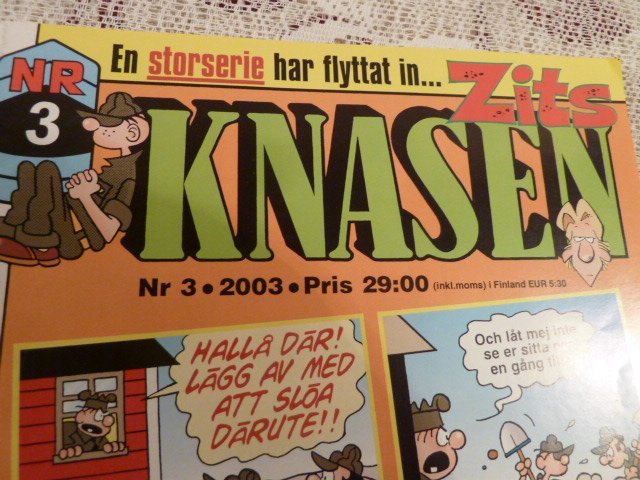 En storserie har flyttat in...
Zits
NR
3
KNASEN
Nr 3 • 2003 • Pris 29:00 (inkl.moms) i Finland EUR 5:30
HALLÅ DÄR!
LÄGG AV MED
ATT SLÖA
DÄRUTE!!
Och låt mej inte
se er sitta
en gång